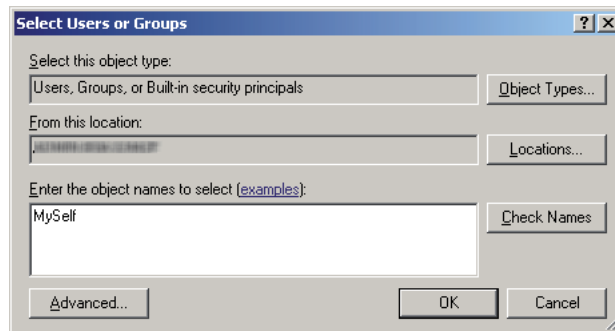 Select Users or Groups
Select this object type:
Users, Groups, or Built-in security principals
Object Types...
From this location:
Locations...
Enter the object names to select (examples):
MySelf
Check Names
Advanced...
OK
Cancel